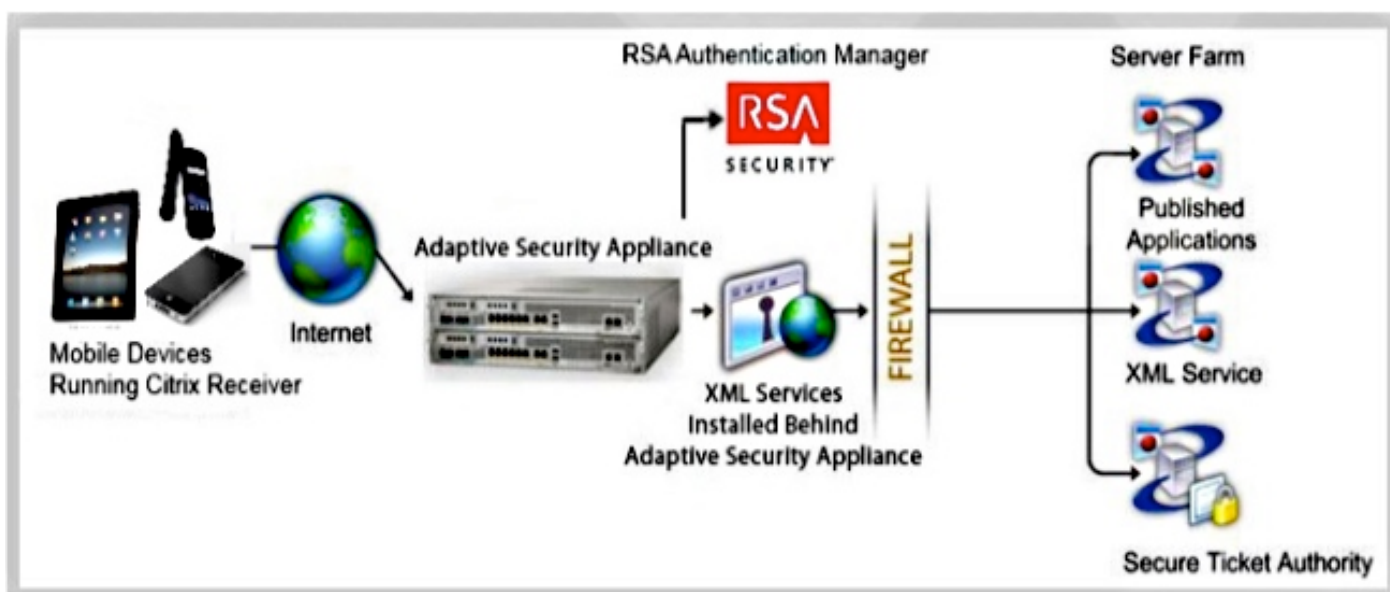 RSA Authentication Manager
Server Farm
RSA
SECURITY
Adaptive Security Appliance
Internet
Mobile Devices
Running Citrix Receiver
XML Services
Installed Behind
Adaptive Security Appliance
FIREWALL
Published
Applications
XML Service
Secure Ticket Authority